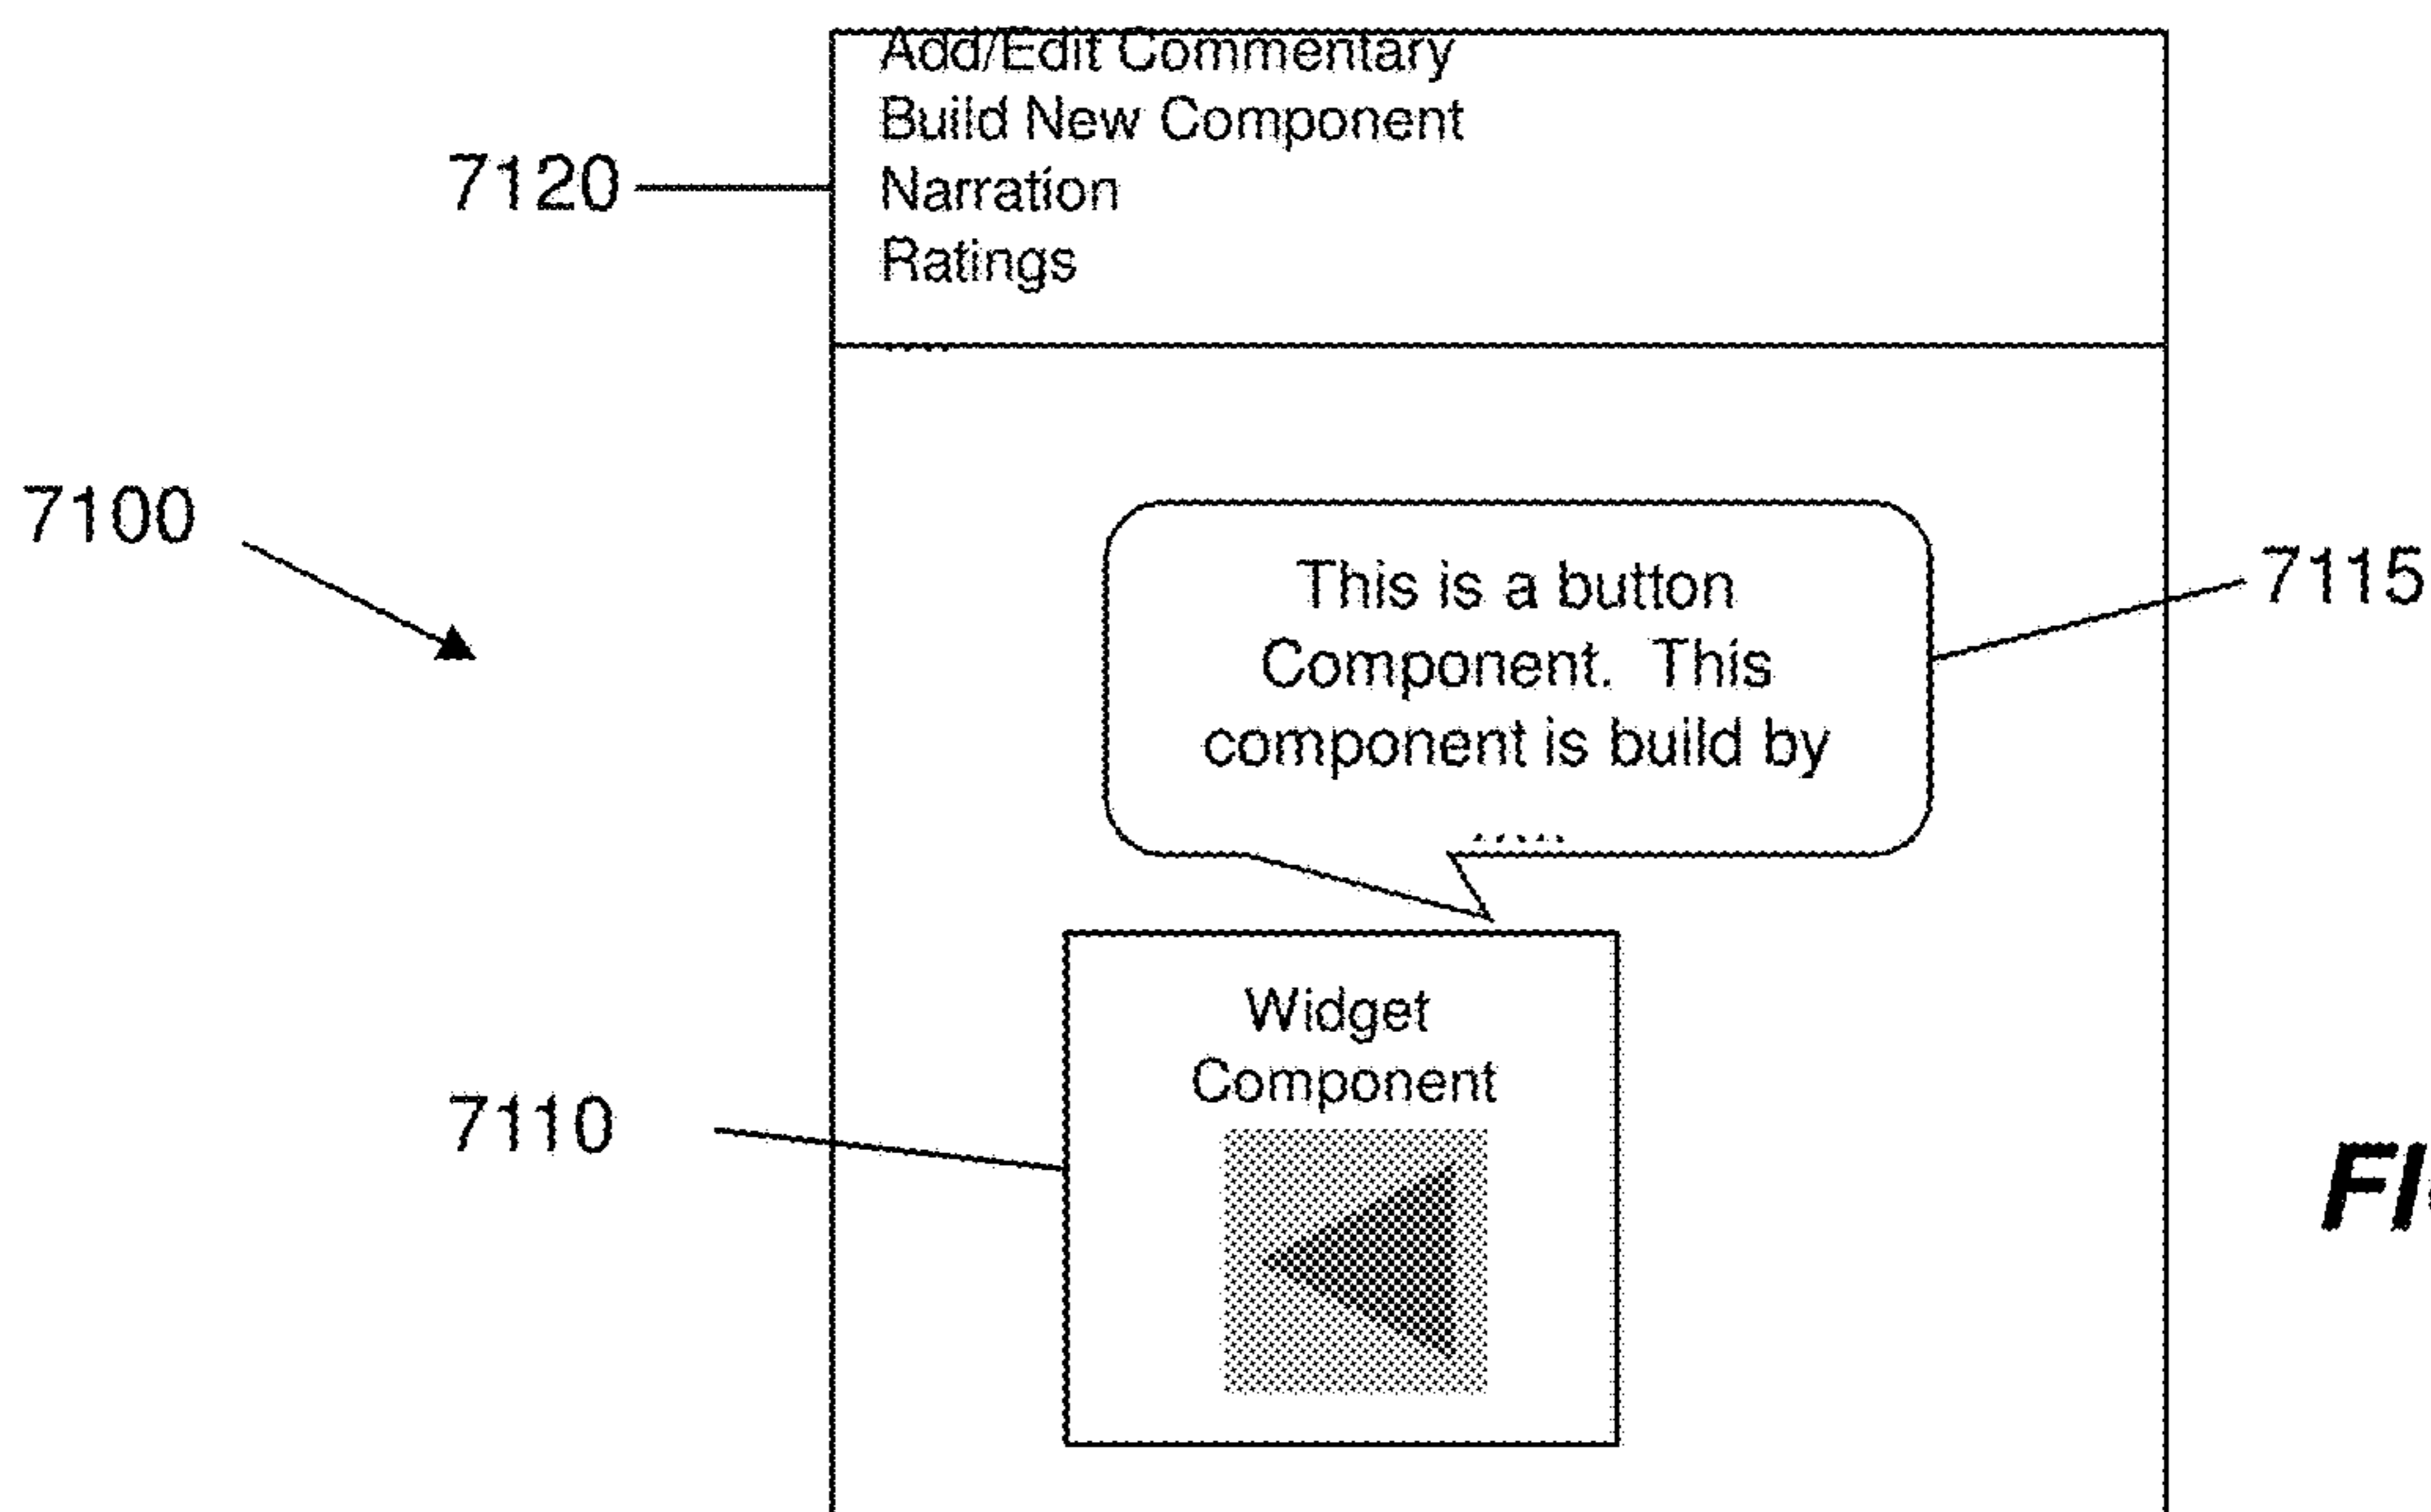 Add/Edit Commentary
Build New Component
7120
Narration
Ratings
7100
This is a button
7115
Component. This
component is build by
.....
Widget
Component
7110